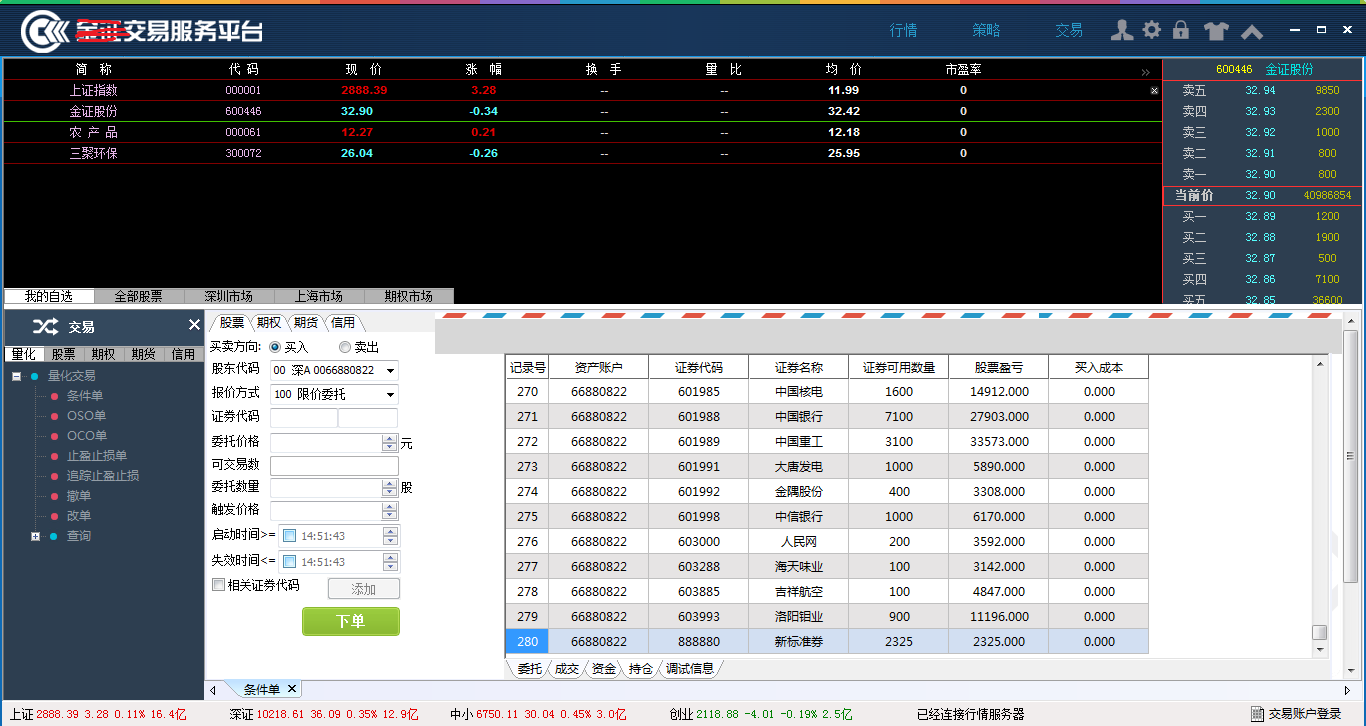 交易服务平台
行情 策略 交易
简 称 代 码 现 价 涨 幅 换 手 量 比 均 价 市盈率 »
上证指数 000001 2888.39 3.28 -- -- 11.99 0
金证股份 600446 32.90 -0.34 -- -- 32.42 0
农 产 品 000061 12.27 0.21 -- -- 12.18 0
三聚环保 300072 26.04 -0.26 -- -- 25.95 0
600446 金证股份
卖五 32.94 9850
卖四 32.93 2300
卖三 32.92 1000
卖二 32.91 800
卖一 32.90 800
当前价 32.90 40986854
买一 32.89 1200
买二 32.88 1900
买三 32.87 500
买四 32.86 7100
买五 32.85 36600
我的自选 全部股票 深圳市场 上海市场 期权市场
交易
量化 股票 期权 期货 信用
量化交易
条件单
OSO单
OCO单
止盈止损单
追踪止盈止损
撤单
改单
查询
股票 期权 期货 信用
买卖方向: 买入 卖出
股东代码 00 深A 0066880822
报价方式 100 限价委托
证券代码
委托价格 元
可交易数
委托数量 股
触发价格
启动时间>= 14:51:43
失效时间<= 14:51:43
相关证券代码 添加
下单
记录号 资产账户 证券代码 证券名称 证券可用数量 股票盈亏 买入成本
270 66880822 601985 中国核电 1600 14912.000 0.000
271 66880822 601988 中国银行 7100 27903.000 0.000
272 66880822 601989 中国重工 3100 33573.000 0.000
273 66880822 601991 大唐发电 1000 5890.000 0.000
274 66880822 601992 金隅股份 400 3308.000 0.000
275 66880822 601998 中信银行 1000 6170.000 0.000
276 66880822 603000 人民网 200 3592.000 0.000
277 66880822 603288 海天味业 100 3142.000 0.000
278 66880822 603885 吉祥航空 100 4847.000 0.000
279 66880822 603993 洛阳钼业 900 11196.000 0.000
280 66880822 888880 新标准券 2325 2325.000 0.000
委托 成交 资金 持仓 调试信息
条件单
上证 2888.39 3.28 0.11% 16.4亿 深证 10218.61 36.09 0.35% 12.9亿 中小 6750.11 30.04 0.45% 3.0亿 创业 2118.88 -4.01 -0.19% 2.5亿 已经连接行情服务器 交易账户登录